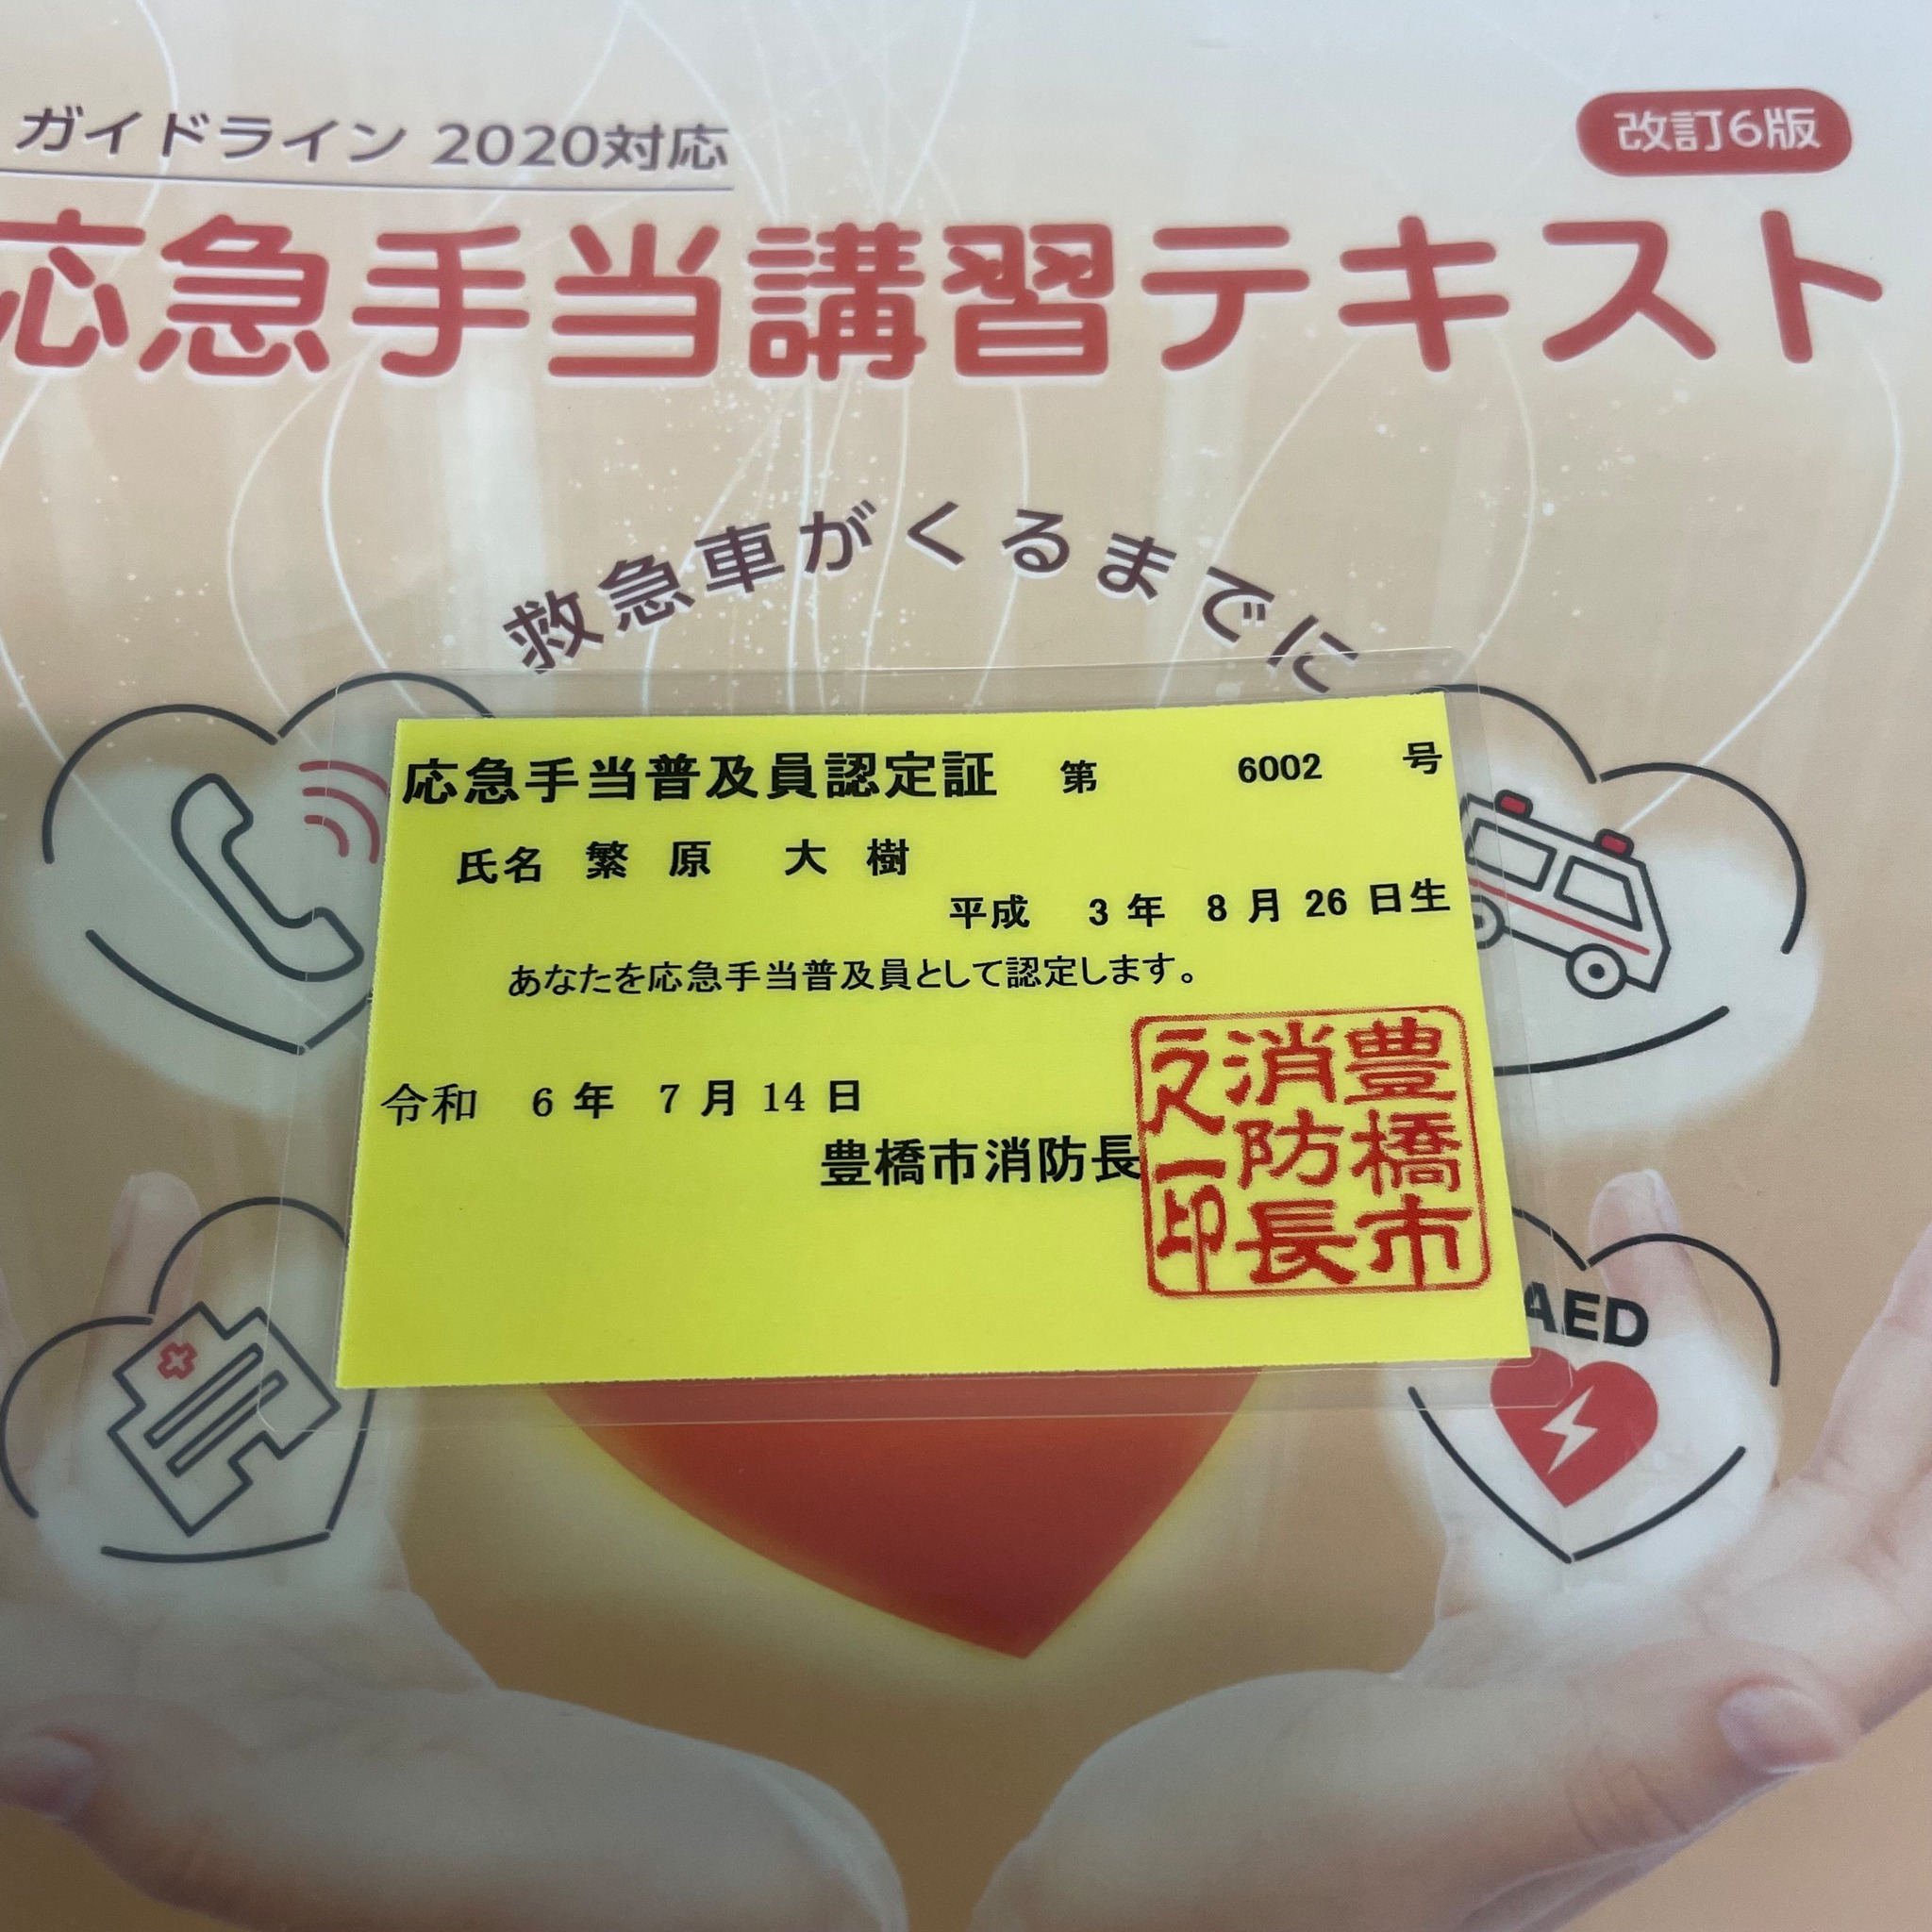 ガイドライン 2020対応
改訂6版
応急手当講習テキスト
救急車がくるまでに
応急手当普及員認定証 第 6002 号
氏名 繁原 大樹
平成 3年 8月 26日生
あなたを応急手当普及員として認定します。
令和 6年 7月 14日
豊橋市消防長
豊橋市
消防長
之印
AED